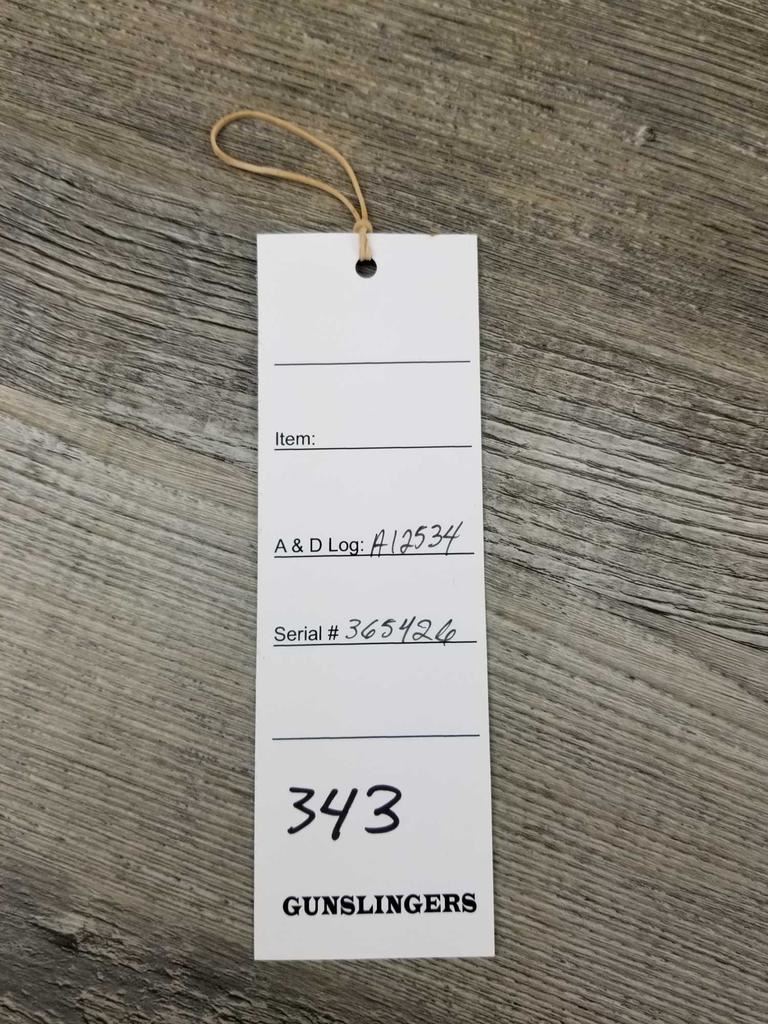 Item:
A & D Log: A12534
Serial # 365426
343
GUNSLINGERS